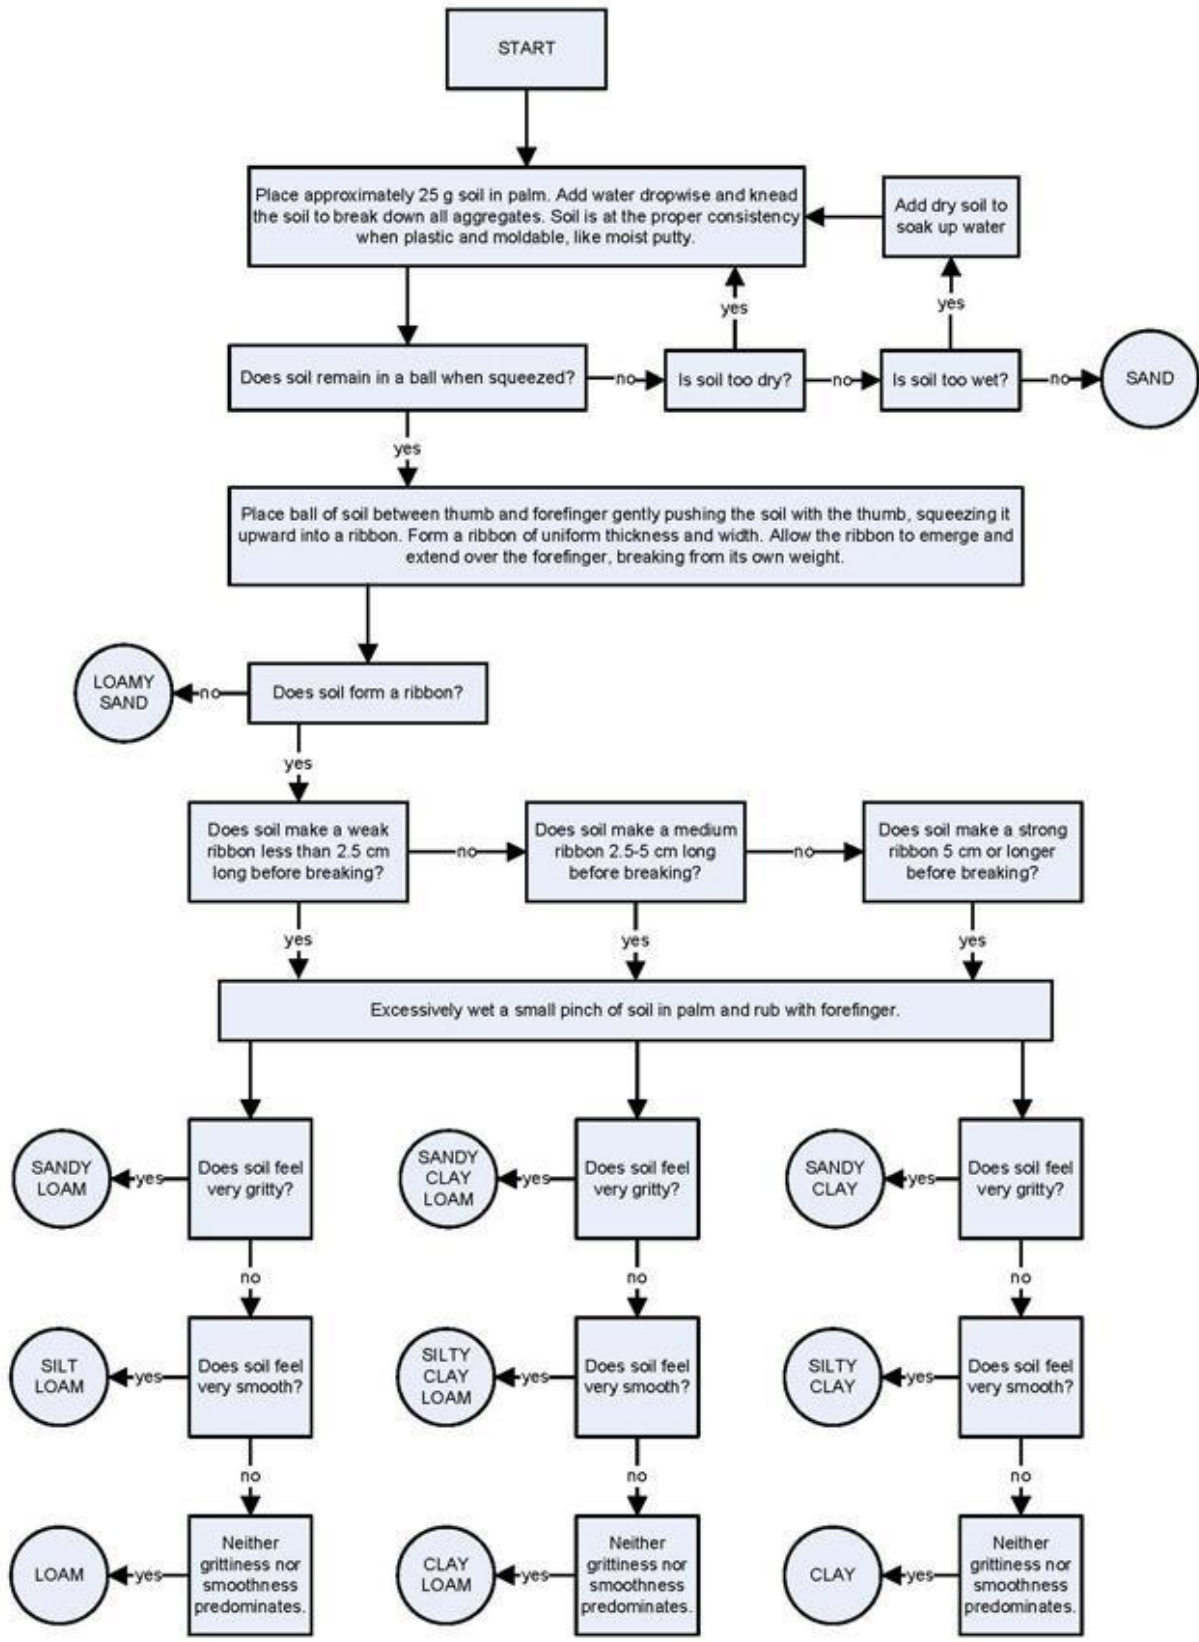 START
Place approximately 25 g soil in palm. Add water dropwise and knead
the soil to break down all aggregates. Soil is at the proper consistency
when plastic and moldable, like moist putty.
Add dry soil to
soak up water
yes
yes
Does soil remain in a ball when squeezed?
no
Is soil too dry?
no
Is soil too wet?
no
SAND
yes
Place ball of soil between thumb and forefinger gently pushing the soil with the thumb, squeezing it
upward into a ribbon. Form a ribbon of uniform thickness and width. Allow the ribbon to emerge and
extend over the forefinger, breaking from its own weight.
LOAMY
SAND
no
Does soil form a ribbon?
yes
Does soil make a weak
ribbon less than 2.5 cm
long before breaking?
no
Does soil make a medium
ribbon 2.5-5 cm long
before breaking?
no
Does soil make a strong
ribbon 5 cm or longer
before breaking?
yes
yes
yes
Excessively wet a small pinch of soil in palm and rub with forefinger.
SANDY
LOAM
yes
Does soil feel
very gritty?
SANDY
CLAY
LOAM
yes
Does soil feel
very gritty?
SANDY
CLAY
yes
Does soil feel
very gritty?
no
no
no
SILT
LOAM
yes
Does soil feel
very smooth?
SILTY
CLAY
LOAM
yes
Does soil feel
very smooth?
SILTY
CLAY
yes
Does soil feel
very smooth?
no
no
no
LOAM
yes
Neither
grittiness nor
smoothness
predominates.
CLAY
LOAM
yes
Neither
grittiness nor
smoothness
predominates.
CLAY
yes
Neither
grittiness nor
smoothness
predominates.